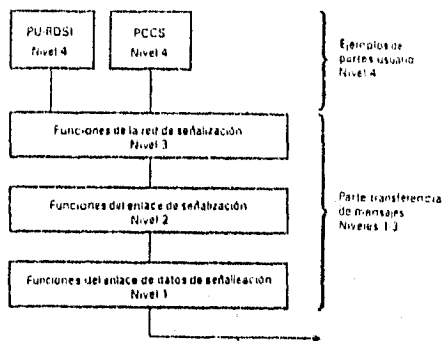 PU-RDSI
Nivel 4
PCCS
Nivel 4
Ejemplos de
partes usuario
Nivel 4
Funciones de la red de señalización
Nivel 3
Funciones del enlace de señalización
Nivel 2
Parte transferencia
de mensajes
Niveles 1-3
Funciones del enlace de datos de señalización
Nivel 1